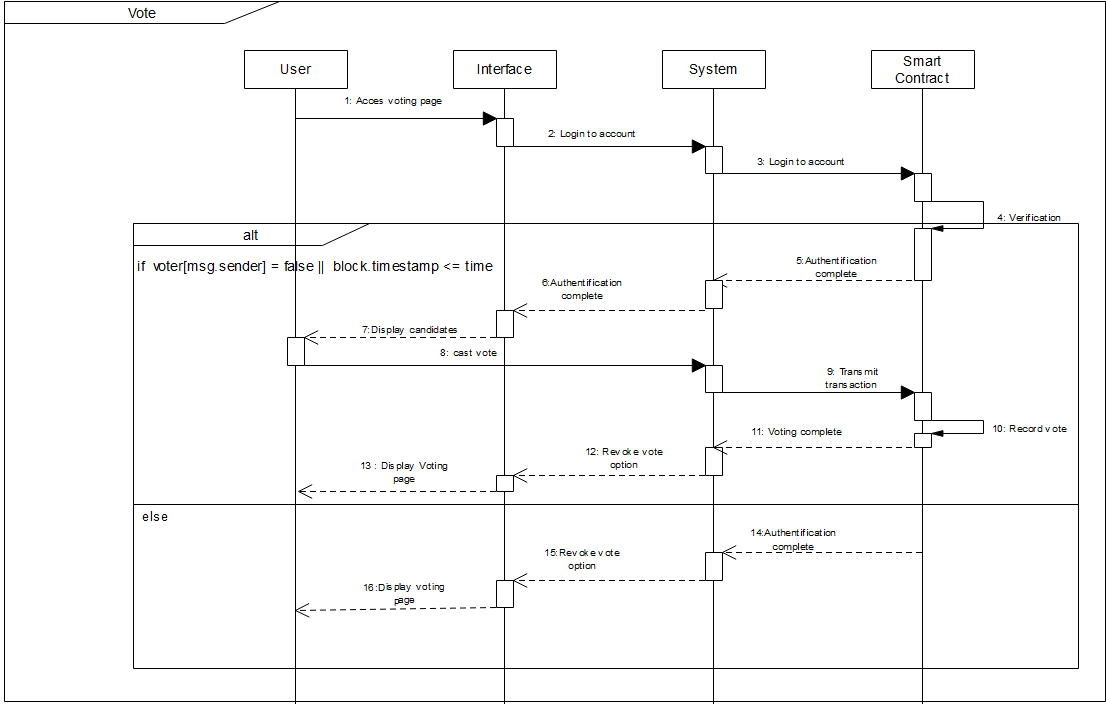 Vote
User
Interface
System
Smart
Contract
1: Acces voting page
2: Login to account
3: Login to account
4: Verification
alt
if voter[msg.sender] = false || block.timestamp <= time
5:Authentification
complete
6:Authentification
complete
7:Display candidates
8: cast vote
9: Transmit
transaction
10: Record vote
11: Voting complete
12: Revoke vote
option
13 : Display Voting
page
else
14:Authentification
complete
15:Revoke vote
option
16:Display voting
page